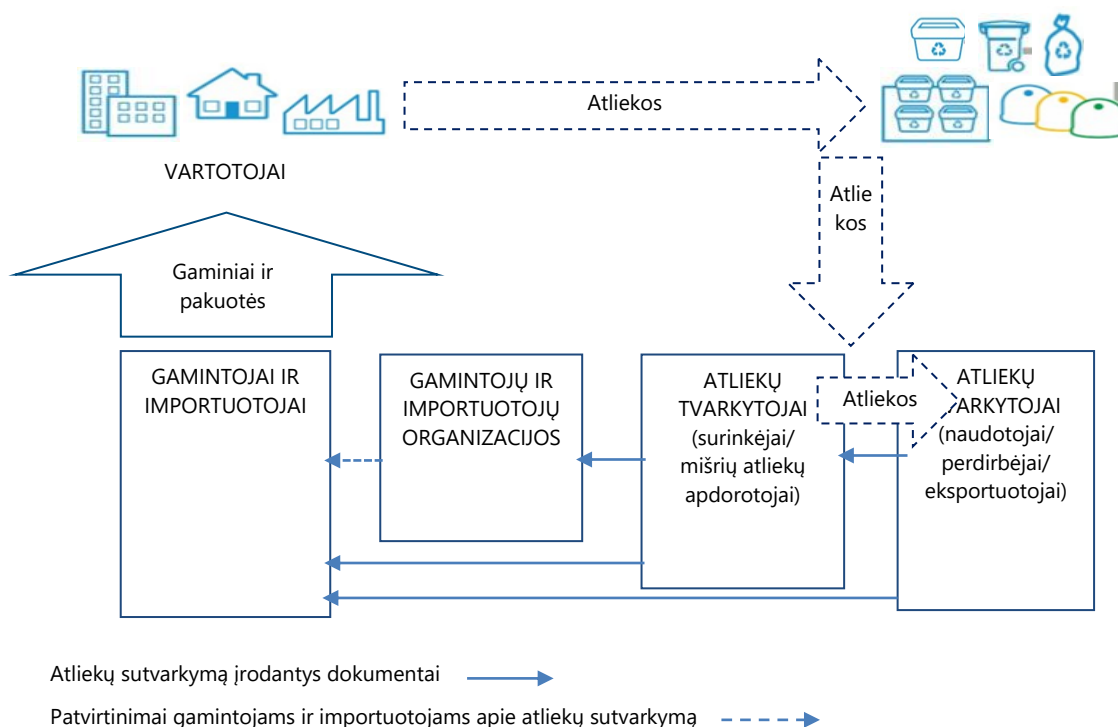 Atliekos
VARTOTOJAI
Atlie
kos
Gaminiai ir
pakuotės
GAMINTOJAI IR
IMPORTUOTOJAI
GAMINTOJŲ IR
IMPORTUOTOJŲ
ORGANIZACIJOS
ATLIEKŲ
TVARKYTOJAI
(surinkėjai/
mišrių atliekų
apdorotojai)
Atliekos
ATLIEKŲ
VARKYTOJAI
(naudotojai/
perdirbėjai/
eksportuotojai)
Atliekų sutvarkymą įrodantys dokumentai
Patvirtinimai gamintojams ir importuotojams apie atliekų sutvarkymą